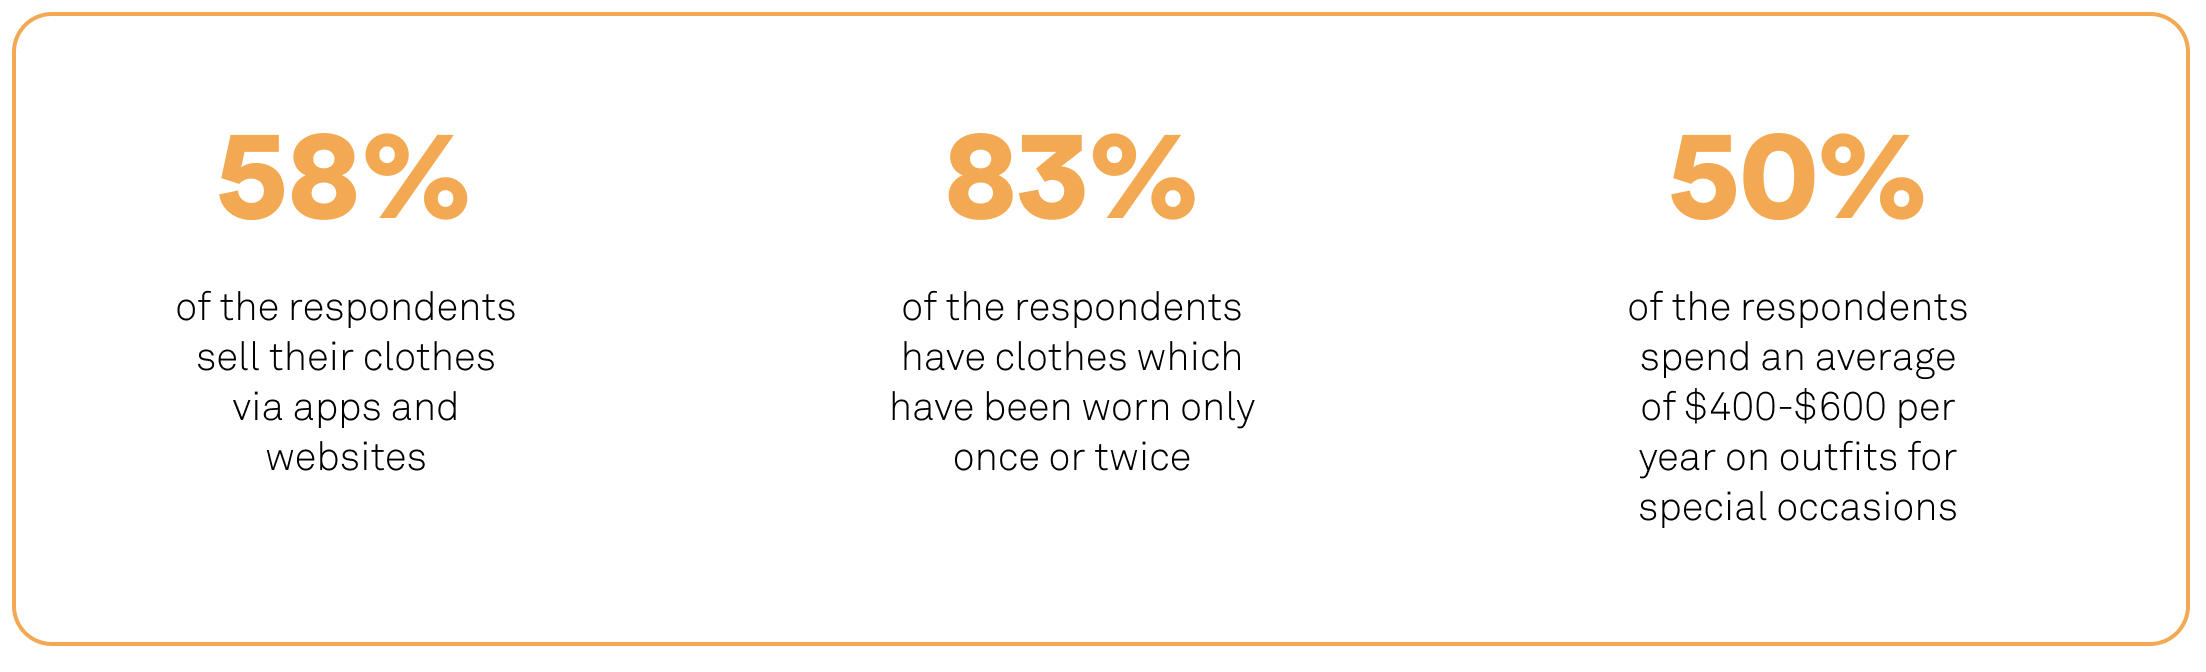 58%
of the respondents
sell their clothes
via apps and
websites
83%
of the respondents
have clothes which
have been worn only
once or twice
50%
of the respondents
spend an average
of $400-$600 per
year on outfits for
special occasions